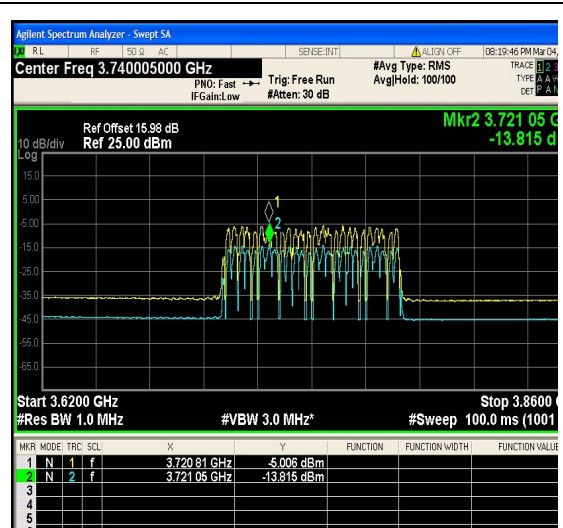 Agilent Spectrum Analyzer - Swept SA
RL RF 50 Ω AC SENSE:INT ALIGN OFF 08:19:46 PM Mar 04,
Center Freq 3.740005000 GHz #Avg Type: RMS TRACE 1 2 3
PNO: Fast Trig: Free Run Avg|Hold: 100/100 TYPE A A
IFGain:Low #Atten: 30 dB DET P A N
Mkr2 3.721 05 G
Ref Offset 15.98 dB
10 dB/div Ref 25.00 dBm -13.815 d
Log
15.0
5.00
1
-5.00
2
-15.0
-25.0
-35.0
-45.0
-55.0
-65.0
Start 3.6200 GHz Stop 3.8600
#Res BW 1.0 MHz #VBW 3.0 MHz* #Sweep 100.0 ms (1001
MKR MODE TRC SCL X Y FUNCTION FUNCTION WIDTH FUNCTION VALUE
1 N 1 f 3.720 81 GHz -5.006 dBm
2 N 2 f 3.721 05 GHz -13.815 dBm
3
4
5